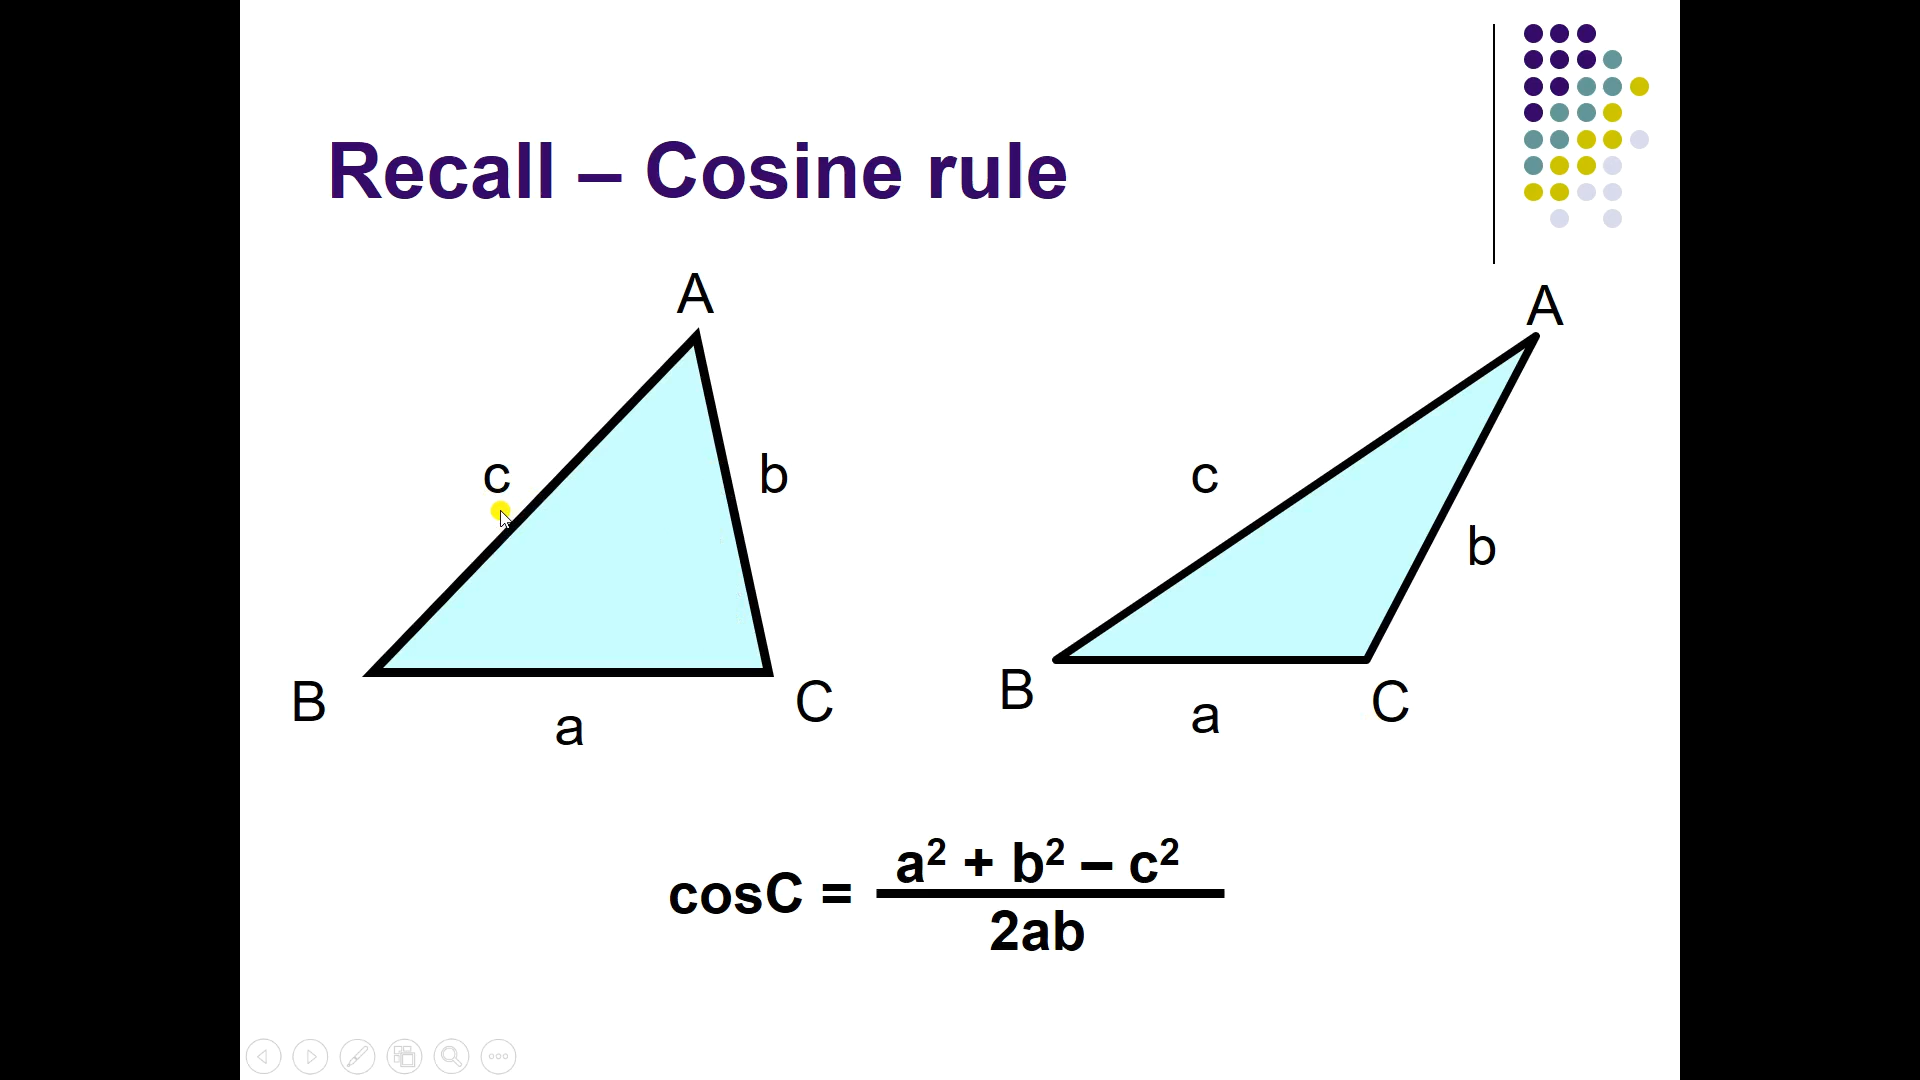 Recall – Cosine rule
A
A
c
b
c
b
B
C
a
B
C
a
cosC = a² + b² – c²
2ab